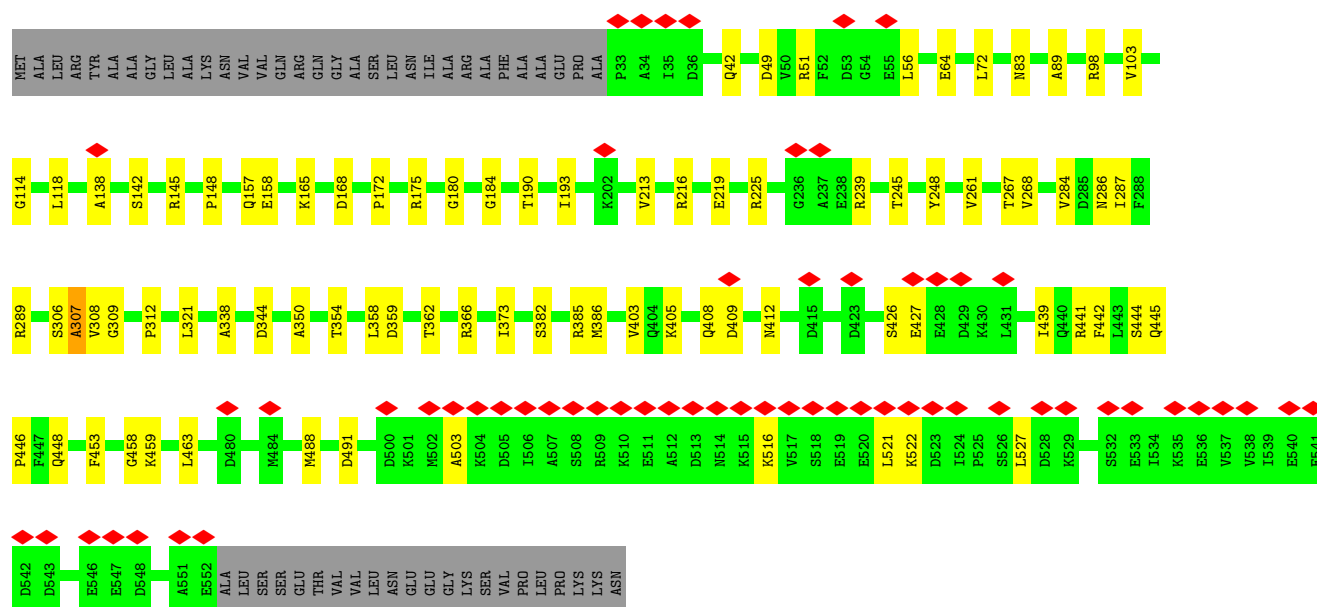 MET ALA LEU ARG TYR ALA ALA GLY LEU ALA LYS ASN VAL VAL GLN ARG GLN GLY ALA SER LEU ASN ILE ALA ARG ALA PHE ALA ALA GLU PRO ALA P33 A34 I35 D36 Q42 D49 V50 R51 F52 D53 G54 E55 L56 E64 L72 N83 A89 R98 V103
G114 L118 A138 S142 R145 P148 Q157 E158 K165 D168 P172 R175 G180 G184 T190 I193 K202 V213 R216 E219 R225 G236 A237 E238 R239 T245 Y248 V261 T267 V268 V284 D285 N286 I287 F288
R289 S306 A307 V308 G309 P312 L321 A338 D344 A350 T354 L358 D359 T362 R366 I373 S382 R385 M386 V403 Q404 K405 Q408 D409 N412 D415 D423 S426 E427 E428 D429 K430 L431 I439 Q440 R441 F442 L443 S444 Q445
P446 F447 Q448 F453 G458 K459 L463 D480 M484 M488 D491 D500 K501 M502 A503 K504 D505 I506 A507 S508 R509 K510 E511 A512 D513 N514 K515 K516 V517 S518 E519 E520 L521 K522 D523 I524 P525 S526 L527 D528 K529 S532 E533 I534 K535 E536 V537 V538 I539 E540 E541
D542 D543 E546 E547 D548 A551 E552 ALA LEU SER SER GLU THR VAL VAL LEU ASN GLU GLU GLY LYS SER VAL PRO LEU PRO LYS LYS ASN